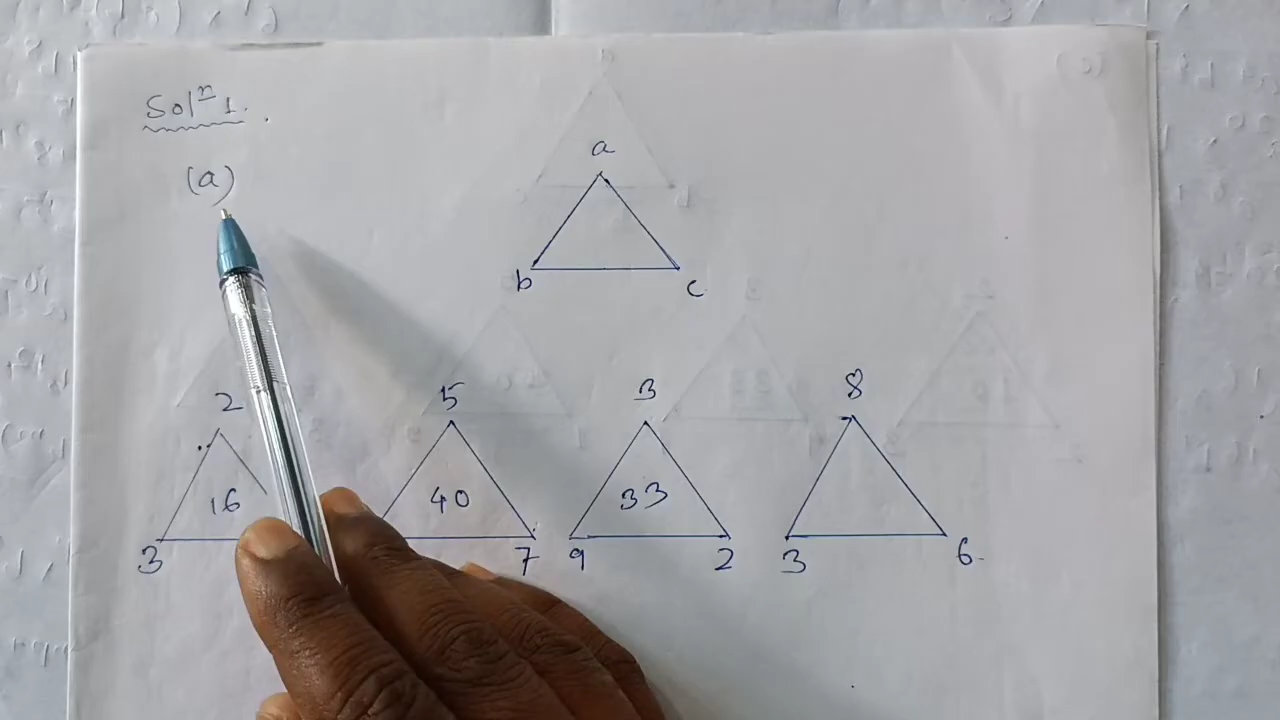 Solⁿ 1.
(a)
a
b c
2 5 3 8
16 40 33
3 7 9 2 3 6